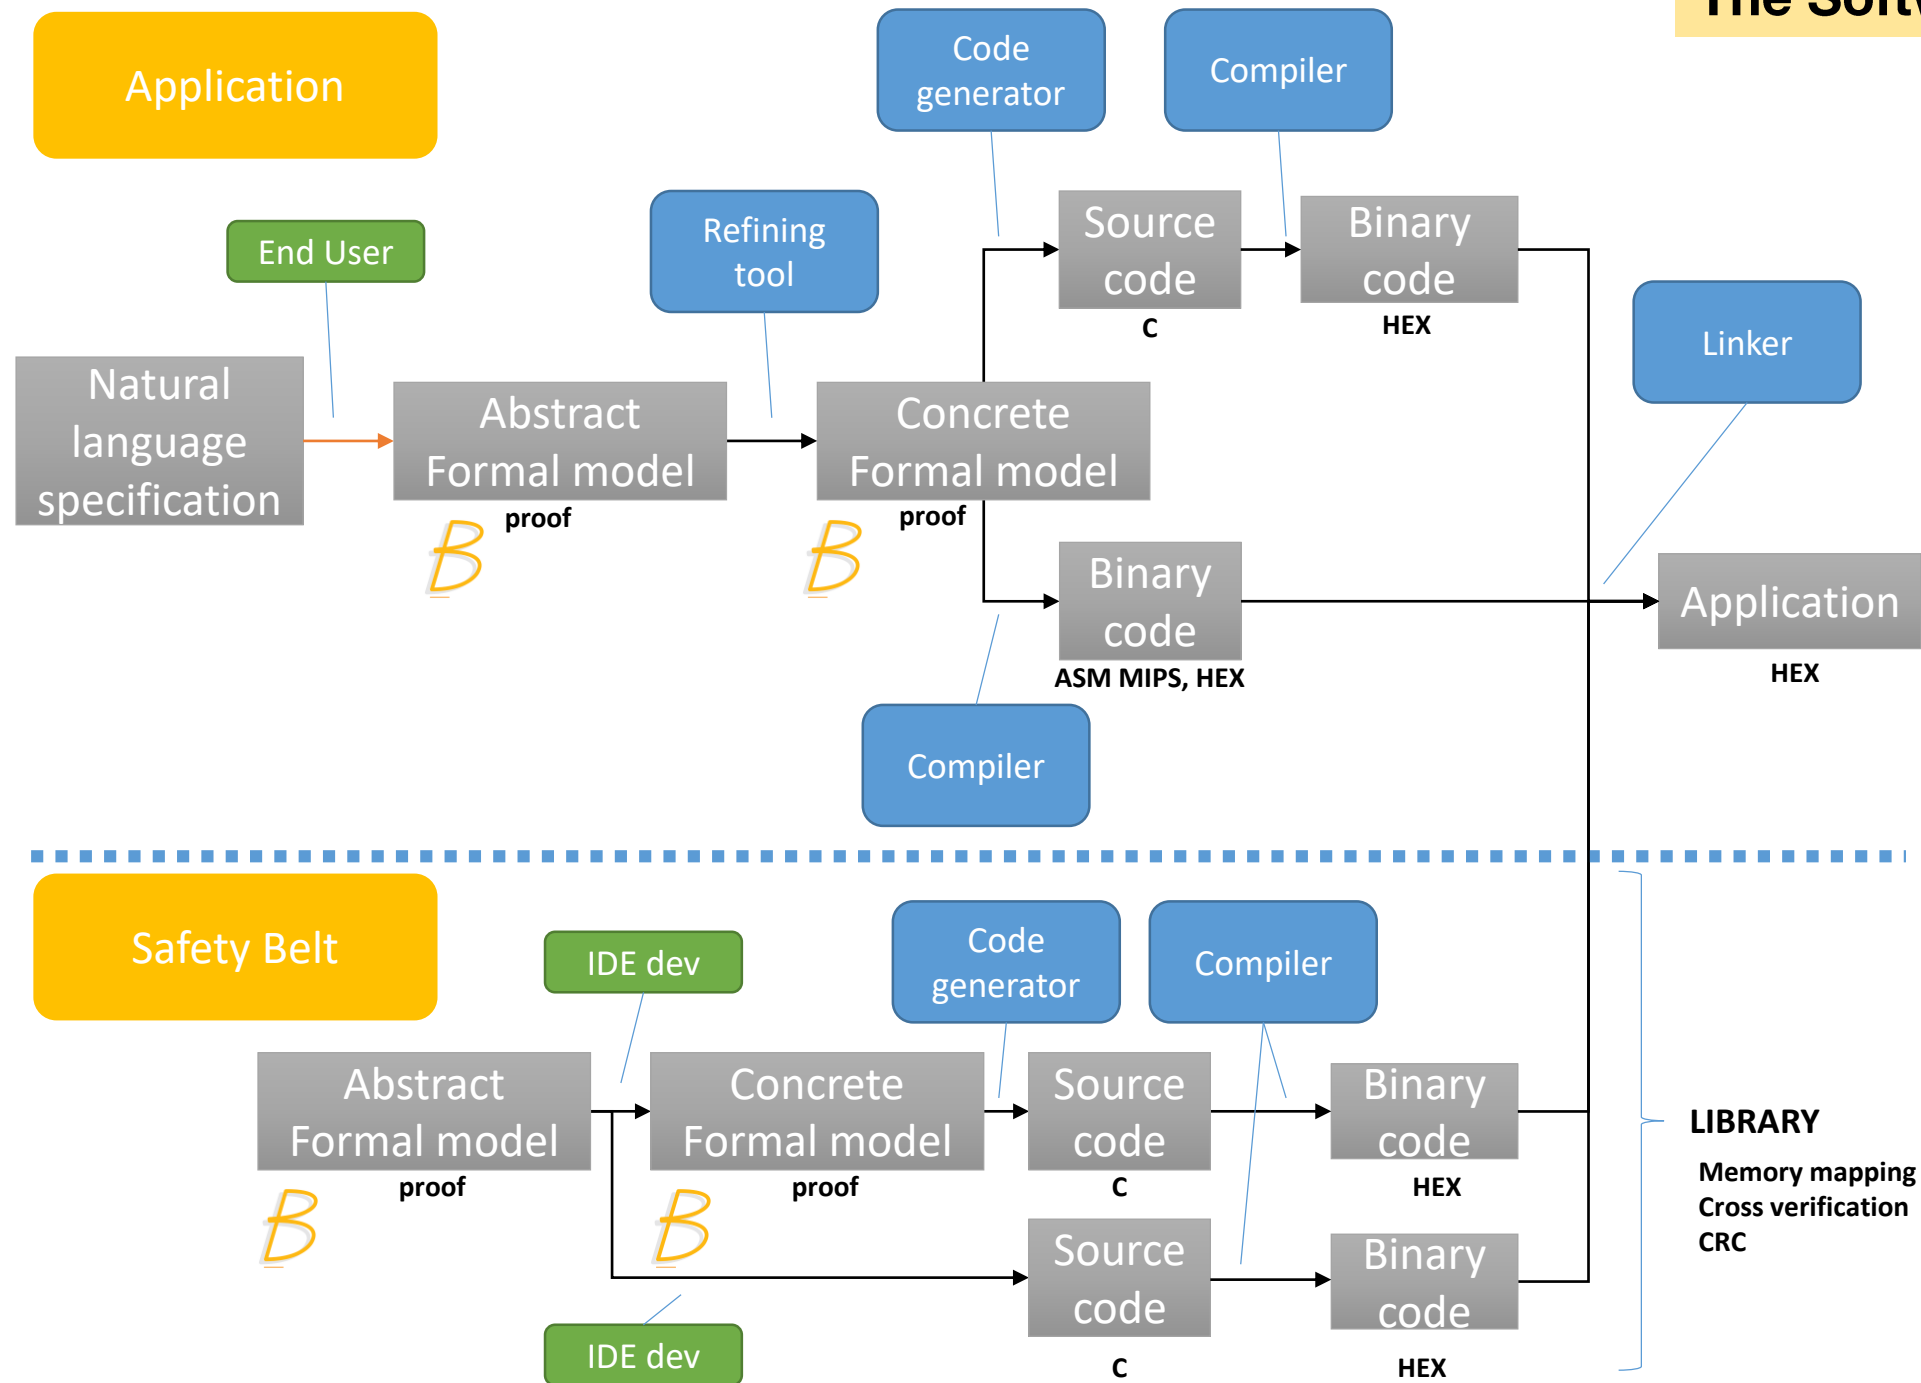 The Softw
Application
Code
generator
Compiler
End User
Refining
tool
Source
code
C
Binary
code
HEX
Linker
Natural
language
specification
Abstract
Formal model
proof
B
Concrete
Formal model
proof
B
Binary
code
ASM MIPS, HEX
Application
HEX
Compiler
Safety Belt
IDE dev
Code
generator
Compiler
Abstract
Formal model
proof
B
Concrete
Formal model
proof
B
Source
code
C
Binary
code
HEX
LIBRARY
Memory mapping
Cross verification
CRC
Source
code
C
Binary
code
HEX
IDE dev